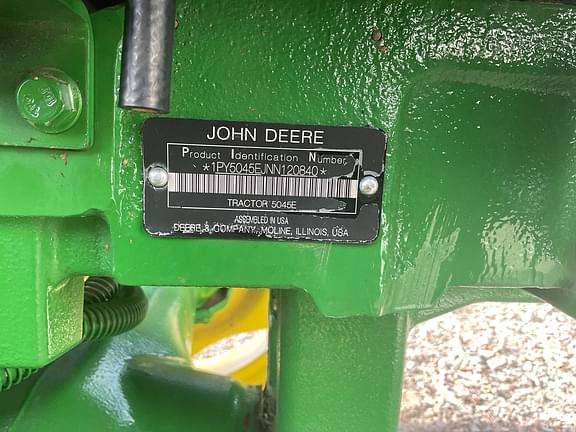 JOHN DEERE
Product Identification Number
*1PY5045EJNN120840*
TRACTOR 5045E
ASSEMBLED IN USA
DEERE & COMPANY, MOLINE, ILLINOIS, USA